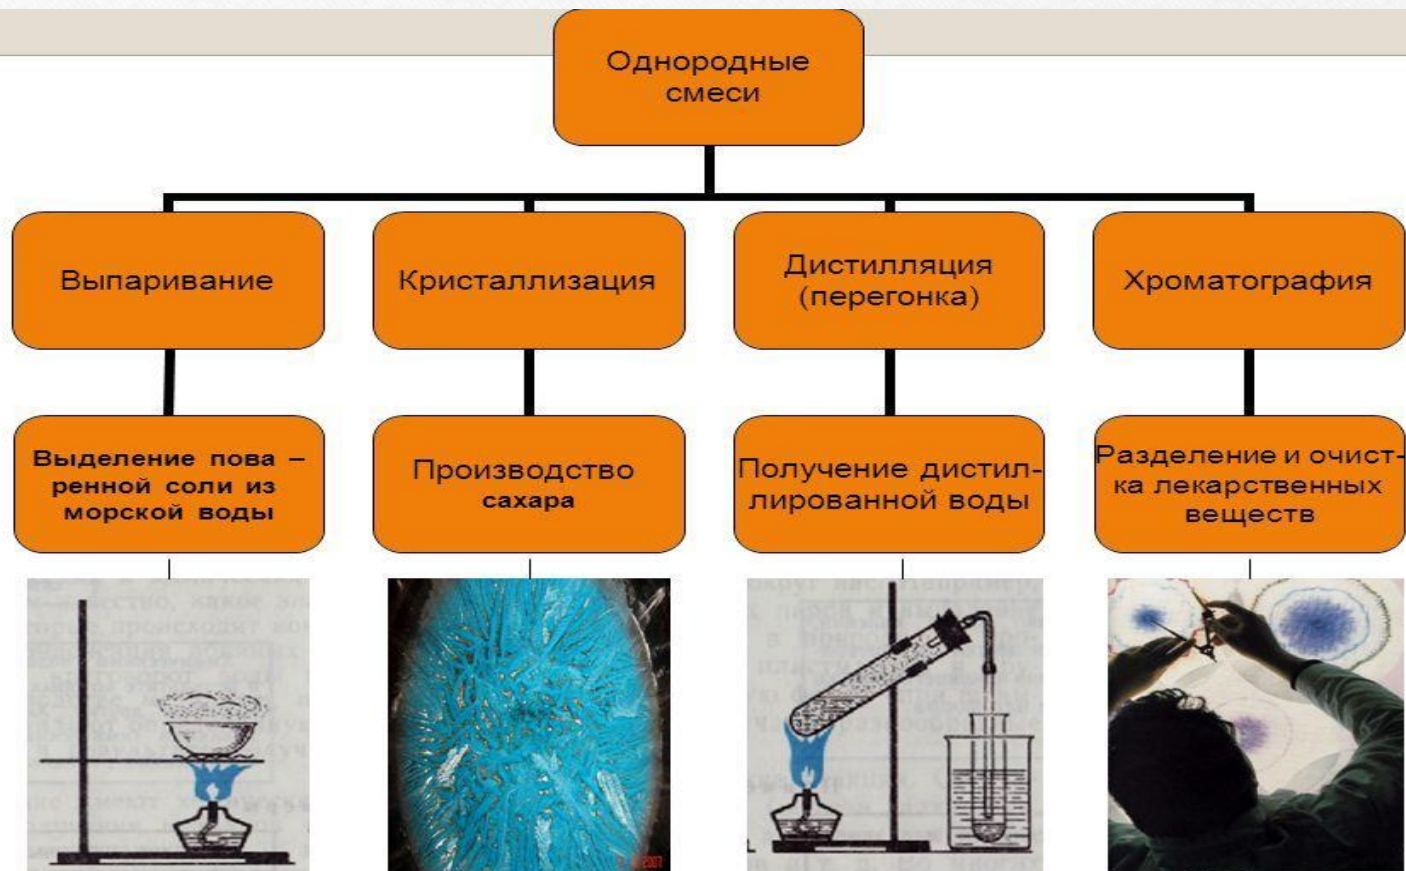 Однородные
смеси
Выпаривание
Кристаллизация
Дистилляция
(перегонка)
Хроматография
Выделение пова –
ренной соли из
морской воды
Производство
сахара
Получение дистил-
лированной воды
Разделение и очист-
ка лекарственных
веществ
2007